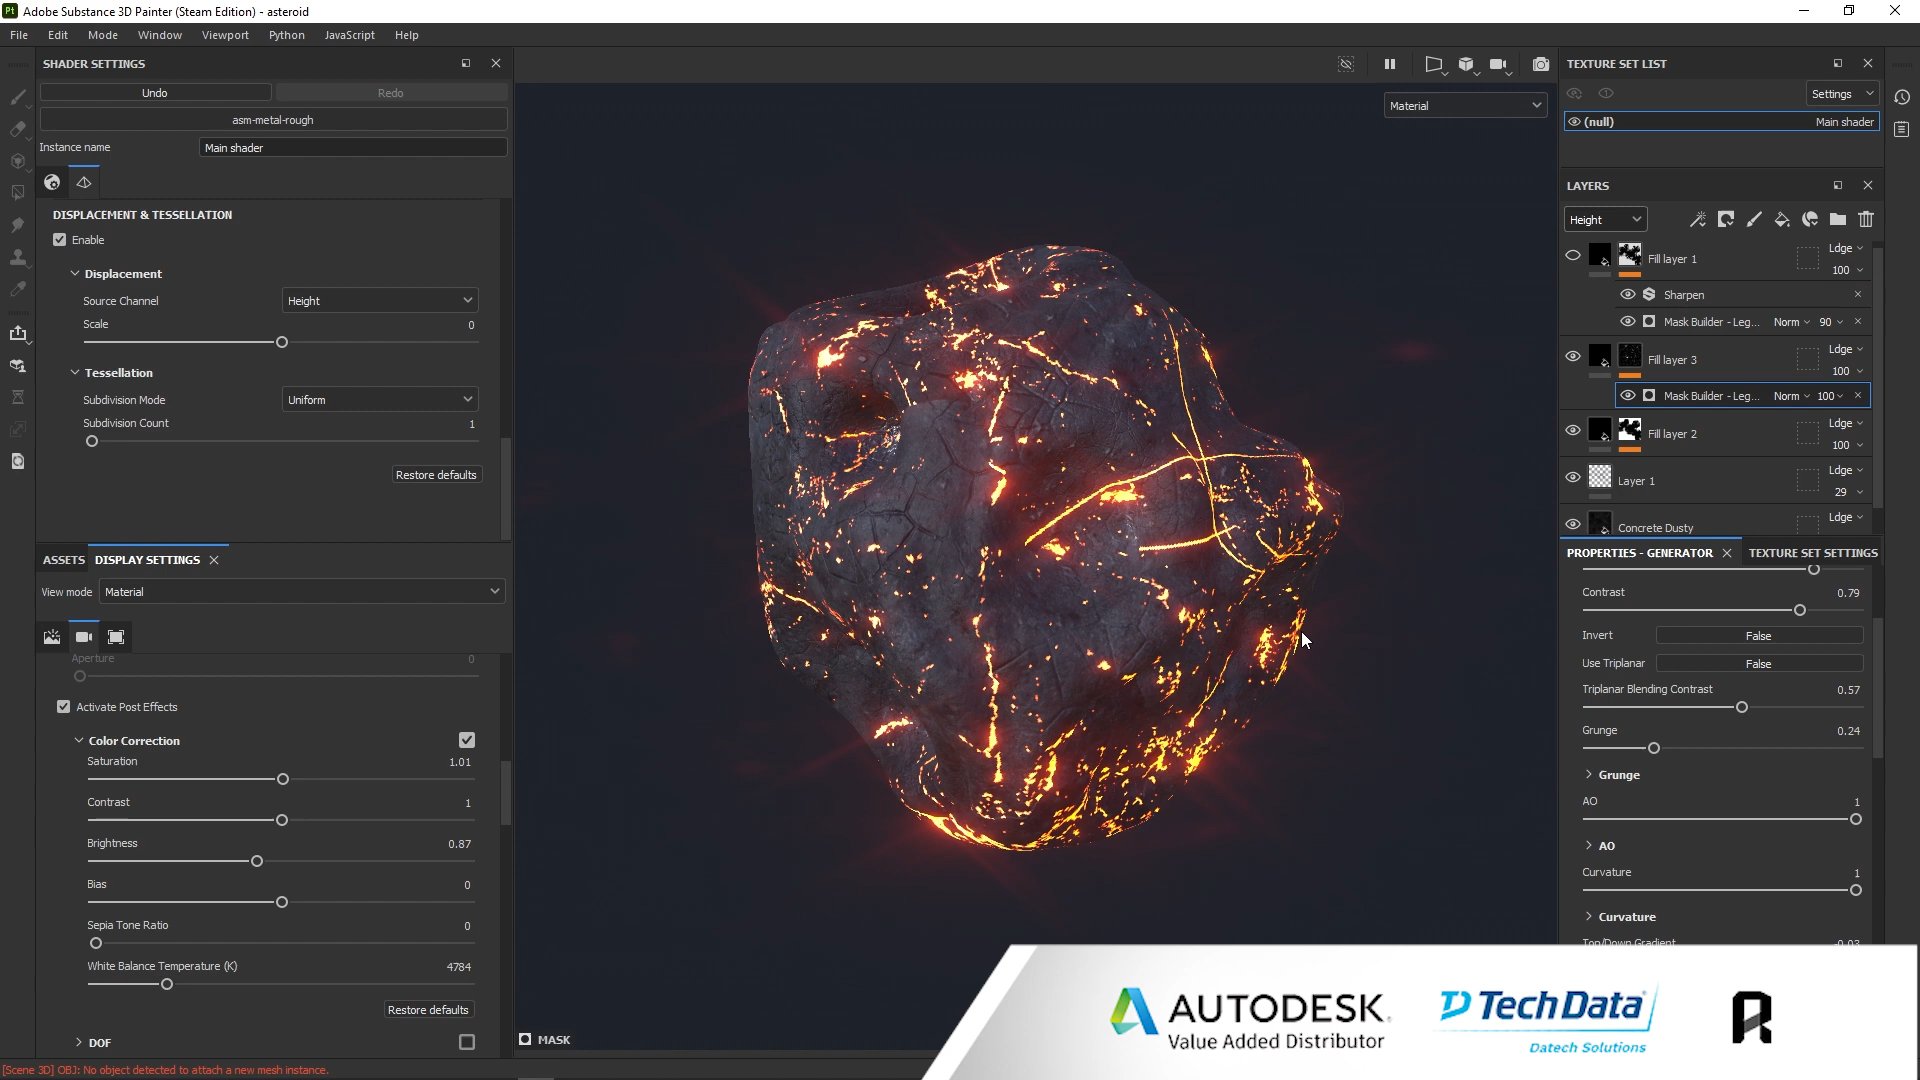 Pt Adobe Substance 3D Painter (Steam Edition) - asteroid
File Edit Mode Window Viewport Python JavaScript Help
SHADER SETTINGS
Undo Redo
asm-metal-rough
Instance name Main shader
DISPLACEMENT & TESSELLATION
Enable
Displacement
Source Channel Height
Scale 0
Tessellation
Subdivision Mode Uniform
Subdivision Count 1
Restore defaults
ASSETS DISPLAY SETTINGS
View mode Material
Aperture 0
Activate Post Effects
Color Correction
Saturation 1.01
Contrast 1
Brightness 0.87
Bias 0
Sepia Tone Ratio 0
White Balance Temperature (K) 4784
Restore defaults
DOF
[Scene 3D] OBJ: No object detected to attach a new mesh instance.
Material
MASK
TEXTURE SET LIST
Settings
(null) Main shader
LAYERS
Height
Fill layer 1 Ldge 100
Sharpen
Mask Builder - Leg... Norm 90
Fill layer 3 Ldge 100
Mask Builder - Leg... Norm 100
Fill layer 2 Ldge 100
Layer 1 Ldge 29
Concrete Dusty Ldge
PROPERTIES - GENERATOR TEXTURE SET SETTINGS
Contrast 0.79
Invert False
Use Triplanar False
Triplanar Blending Contrast 0.57
Grunge 0.24
Grunge
AO 1
AO
Curvature 1
Curvature
Top/Down Gradient -0.03
AUTODESK
Value Added Distributor
TechData
Datech Solutions